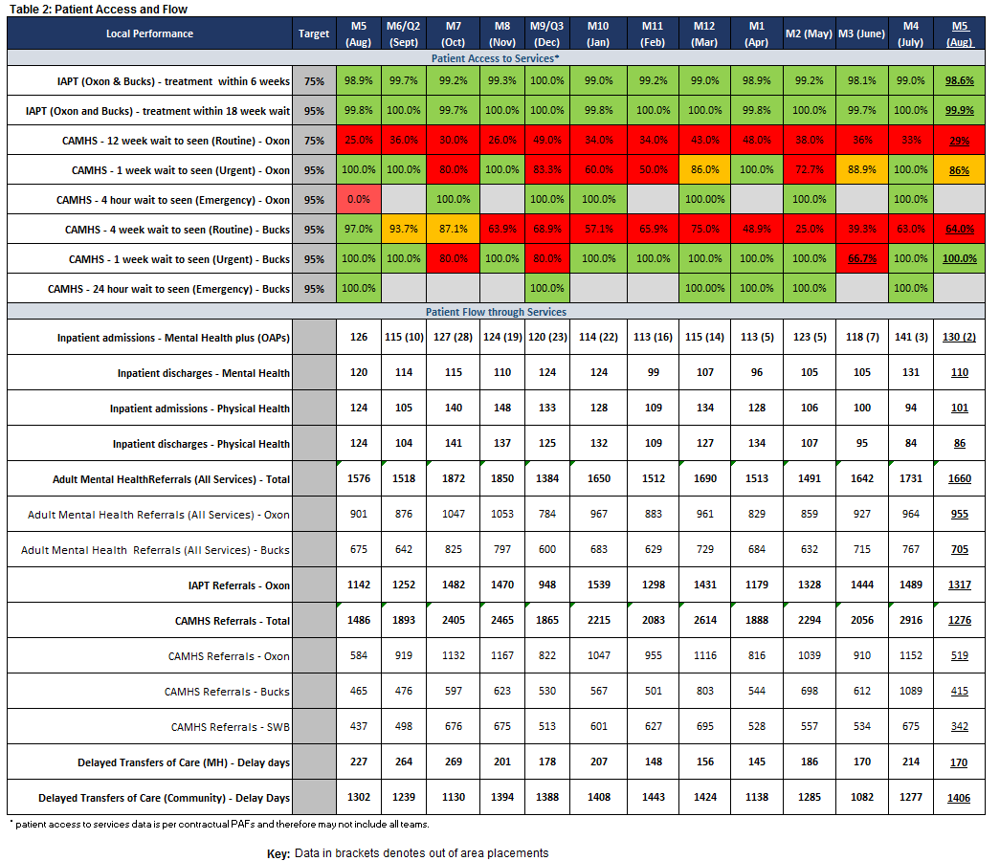 Table 2: Patient Access and Flow
Local Performance Target M5 (Aug) M6/Q2 (Sept) M7 (Oct) M8 (Nov) M9/Q3 (Dec) M10 (Jan) M11 (Feb) M12 (Mar) M1 (Apr) M2 (May) M3 (June) M4 (July) M5 (Aug)
Patient Access to Services*
IAPT (Oxon & Bucks) - treatment within 6 weeks 75% 98.9% 99.7% 99.2% 99.3% 100.0% 99.0% 99.2% 99.0% 98.9% 99.2% 98.1% 99.0% 98.6%
IAPT (Oxon and Bucks) - treatment within 18 week wait 95% 99.8% 100.0% 99.7% 100.0% 100.0% 99.8% 100.0% 100.0% 99.8% 100.0% 99.7% 100.0% 99.9%
CAMHS - 12 week wait to seen (Routine) - Oxon 75% 25.0% 36.0% 30.0% 26.0% 49.0% 34.0% 34.0% 43.0% 48.0% 38.0% 36% 33% 29%
CAMHS - 1 week wait to seen (Urgent) - Oxon 95% 100.0% 100.0% 80.0% 100.0% 83.3% 60.0% 50.0% 86.0% 100.0% 72.7% 88.9% 100.0% 86%
CAMHS - 4 hour wait to seen (Emergency) - Oxon 95% 0.0% 100.0% 100.0% 100.0% 100.00% 100.0% 100.0%
CAMHS - 4 week wait to seen (Routine) - Bucks 95% 97.0% 93.7% 87.1% 63.9% 68.9% 57.1% 65.9% 75.0% 48.9% 25.0% 39.3% 63.0% 64.0%
CAMHS - 1 week wait to seen (Urgent) - Bucks 95% 100.0% 100.0% 80.0% 100.0% 80.0% 100.0% 100.0% 100.0% 100.0% 100.0% 66.7% 100.0% 100.0%
CAMHS - 24 hour wait to seen (Emergency) - Bucks 95% 100.0% 100.0% 100.00% 100.0% 100.0% 100.0%
Patient Flow through Services
Inpatient admissions - Mental Health plus (OAPs) 126 115 (10) 127 (28) 124 (19) 120 (23) 114 (22) 113 (16) 115 (14) 113 (5) 123 (5) 118 (7) 141 (3) 130 (2)
Inpatient discharges - Mental Health 120 114 115 110 124 124 99 107 96 105 105 131 110
Inpatient admissions - Physical Health 124 105 140 148 133 128 109 134 128 106 100 94 101
Inpatient discharges - Physical Health 124 104 141 137 125 132 109 127 134 107 95 84 86
Adult Mental HealthReferrals (All Services) - Total 1576 1518 1872 1850 1384 1650 1512 1690 1513 1491 1642 1731 1660
Adult Mental Health Referrals (All Services) - Oxon 901 876 1047 1053 784 967 883 961 829 859 927 964 955
Adult Mental Health Referrals (All Services) - Bucks 675 642 825 797 600 683 629 729 684 632 715 767 705
IAPT Referrals - Oxon 1142 1252 1482 1470 948 1539 1298 1431 1179 1328 1444 1489 1317
CAMHS Referrals - Total 1486 1893 2405 2465 1865 2215 2083 2614 1888 2294 2056 2916 1276
CAMHS Referrals - Oxon 584 919 1132 1167 822 1047 955 1116 816 1039 910 1152 519
CAMHS Referrals - Bucks 465 476 597 623 530 567 501 803 544 698 612 1089 415
CAMHS Referrals - SWB 437 498 676 675 513 601 627 695 528 557 534 675 342
Delayed Transfers of Care (MH) - Delay days 227 264 269 201 178 207 148 156 145 186 170 214 170
Delayed Transfers of Care (Community) - Delay Days 1302 1239 1130 1394 1388 1408 1443 1424 1138 1285 1082 1277 1406
* patient access to services data is per contractual PAFs and therefore may not include all teams.
Key: Data in brackets denotes out of area placements